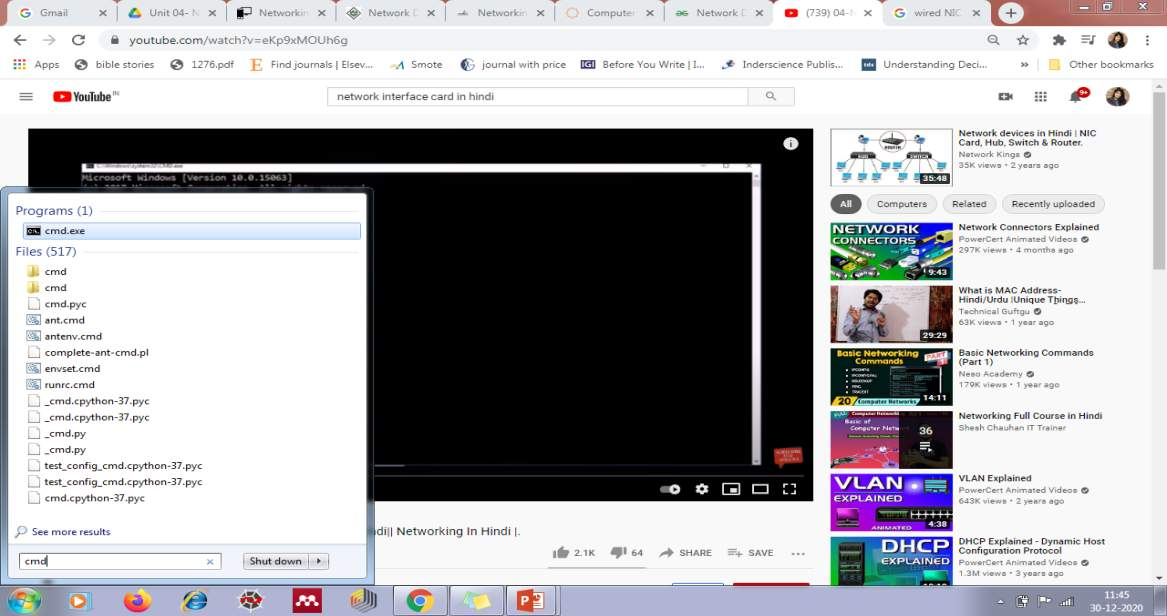 Gmail
Unit 04- N
Networkin
Network D
Networkin
Computer
Network D
(739) 04-N
wired NIC
youtube.com/watch?v=eKp9xMOUh6g
Apps
bible stories
1276.pdf
Find journals | Elsev...
Smote
journal with price
Before You Write | I...
Inderscience Publis...
Understanding Deci...
»
Other bookmarks
YouTube IN
network interface card in hindi
9+
C:\Windows\system32\CMD.exe
Microsoft Windows [Version 10.0.15063]
Programs (1)
cmd.exe
Files (517)
cmd
cmd
cmd.pyc
ant.cmd
antenv.cmd
complete-ant-cmd.pl
envset.cmd
runrc.cmd
_cmd.cpython-37.pyc
_cmd.cpython-37.pyc
_cmd.py
_cmd.py
test_config_cmd.cpython-37.pyc
test_config_cmd.cpython-37.pyc
cmd.cpython-37.pyc
See more results
cmd
Shut down
ndi|| Networking In Hindi |.
2.1K
64
SHARE
SAVE
ROUTER
HUB
SWITCH
35:48
Network devices in Hindi | NIC
Card, Hub, Switch & Router.
Network Kings
35K views • 2 years ago
All
Computers
Related
Recently uploaded
NETWORK
CONNECTORS
9:43
Network Connectors Explained
PowerCert Animated Videos
297K views • 4 months ago
29:29
What is MAC Address-
Hindi/Urdu |Unique Things...
Technical Guftgu
63K views • 1 year ago
Basic Networking
Commands
PART 1
20
Computer Networks
14:11
Basic Networking Commands
(Part 1)
Neso Academy
179K views • 1 year ago
Basic of
Computer Netw
36
Networking Full Course in Hindi
Shesh Chauhan IT Trainer
VLAN
EXPLAINED
ANIMATED
4:38
VLAN Explained
PowerCert Animated Videos
643K views • 2 years ago
DHCP
EXPLAINED
DHCP Explained - Dynamic Host
Configuration Protocol
PowerCert Animated Videos
1.3M views • 3 years ago
11:45
30-12-2020